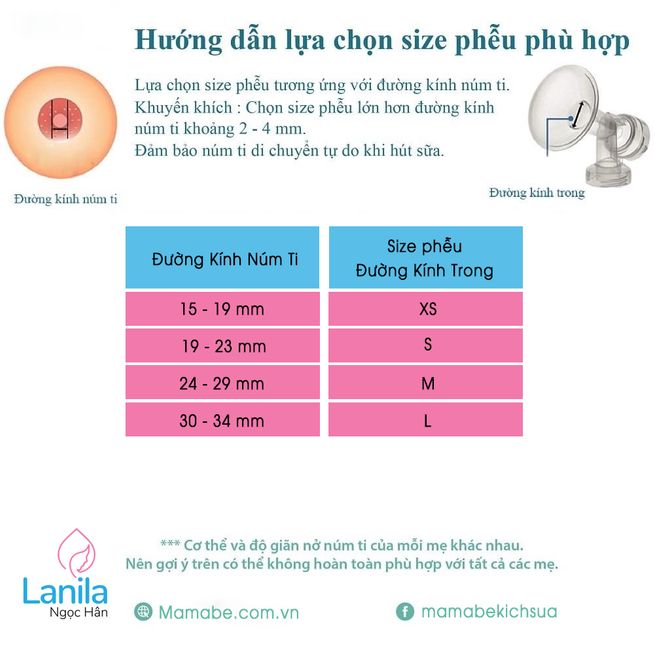 Hướng dẫn lựa chọn size phễu phù hợp
Lựa chọn size phễu tương ứng với đường kính núm ti.
Khuyến khích : Chọn size phễu lớn hơn đường kính
núm ti khoảng 2 - 4 mm.
Đảm bảo núm ti di chuyển tự do khi hút sữa.
Đường kính núm ti
Đường kính trong
Đường Kính Núm Ti
Size phễu
Đường Kính Trong
15 - 19 mm
XS
19 - 23 mm
S
24 - 29 mm
M
30 - 34 mm
L
*** Cơ thể và độ giãn nở núm ti của mỗi mẹ khác nhau.
Nên gợi ý trên có thể không hoàn toàn phù hợp với tất cả các mẹ.
Lanila
Ngọc Hân
Mamabe.com.vn
mamabekichsua